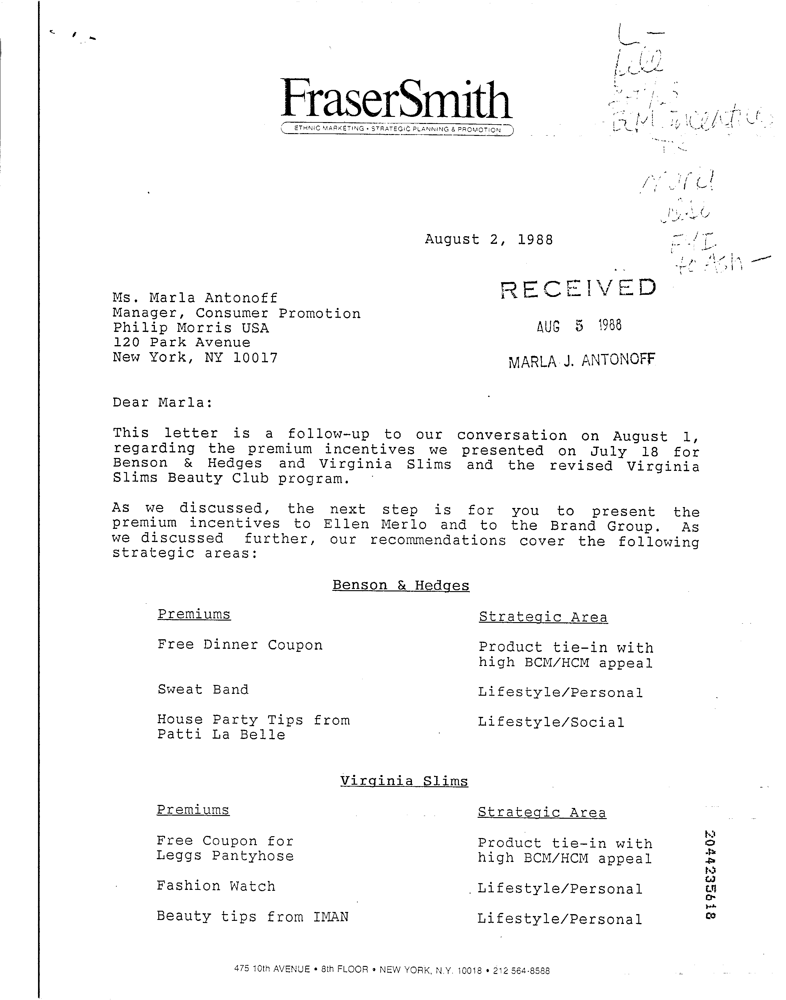 FraserSmith
ETHNIC MARKETING • STRATEGIC PLANNING & PROMOTION
L-
file
B&M incentive
to
Mord
also
FYI
to Ash —
August 2, 1988
RECEIVED
AUG 5 1988
MARLA J. ANTONOFF
Ms. Marla Antonoff
Manager, Consumer Promotion
Philip Morris USA
120 Park Avenue
New York, NY 10017
Dear Marla:
This letter is a follow-up to our conversation on August 1,
regarding the premium incentives we presented on July 18 for
Benson & Hedges and Virginia Slims and the revised Virginia
Slims Beauty Club program.
As we discussed, the next step is for you to present the
premium incentives to Ellen Merlo and to the Brand Group. As
we discussed further, our recommendations cover the following
strategic areas:
Benson & Hedges
Premiums Strategic Area
Free Dinner Coupon Product tie-in with
high BCM/HCM appeal
Sweat Band Lifestyle/Personal
House Party Tips from Lifestyle/Social
Patti La Belle
Virginia Slims
Premiums Strategic Area
Free Coupon for Product tie-in with
Leggs Pantyhose high BCM/HCM appeal
Fashion Watch Lifestyle/Personal
Beauty tips from IMAN Lifestyle/Personal
2044235618
475 10th AVENUE • 8th FLOOR • NEW YORK, N.Y. 10018 • 212 564-8588